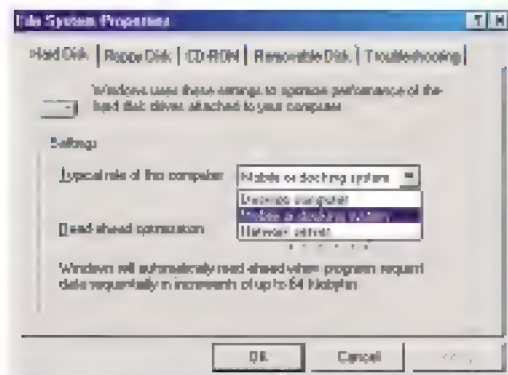 File System Properties
Hard Disk Floppy Disk CD-ROM Removable Disk Troubleshooting
Windows uses these settings to optimize performance of the
hard disk drives attached to your computer.
Settings
Typical role of this computer: Mobile or docking system
Desktop computer
Mobile or docking system
Network server
Read-ahead optimization:
Windows will automatically read ahead when programs request
data sequentially in increments of up to 64 Kilobytes
OK Cancel